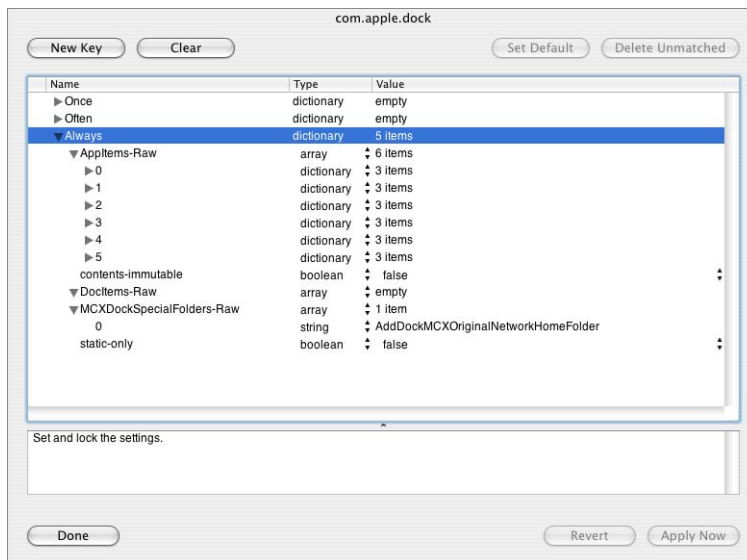 com.apple.dock
New Key Clear Set Default Delete Unmatched
Name Type Value
Once dictionary empty
Often dictionary empty
Always dictionary 5 items
AppItems-Raw array 6 items
0 dictionary 3 items
1 dictionary 3 items
2 dictionary 3 items
3 dictionary 3 items
4 dictionary 3 items
5 dictionary 3 items
contents-immutable boolean false
DocItems-Raw array empty
MCXDockSpecialFolders-Raw array 1 item
0 string AddDockMCXOriginalNetworkHomeFolder
static-only boolean false
Set and lock the settings.
Done Revert Apply Now